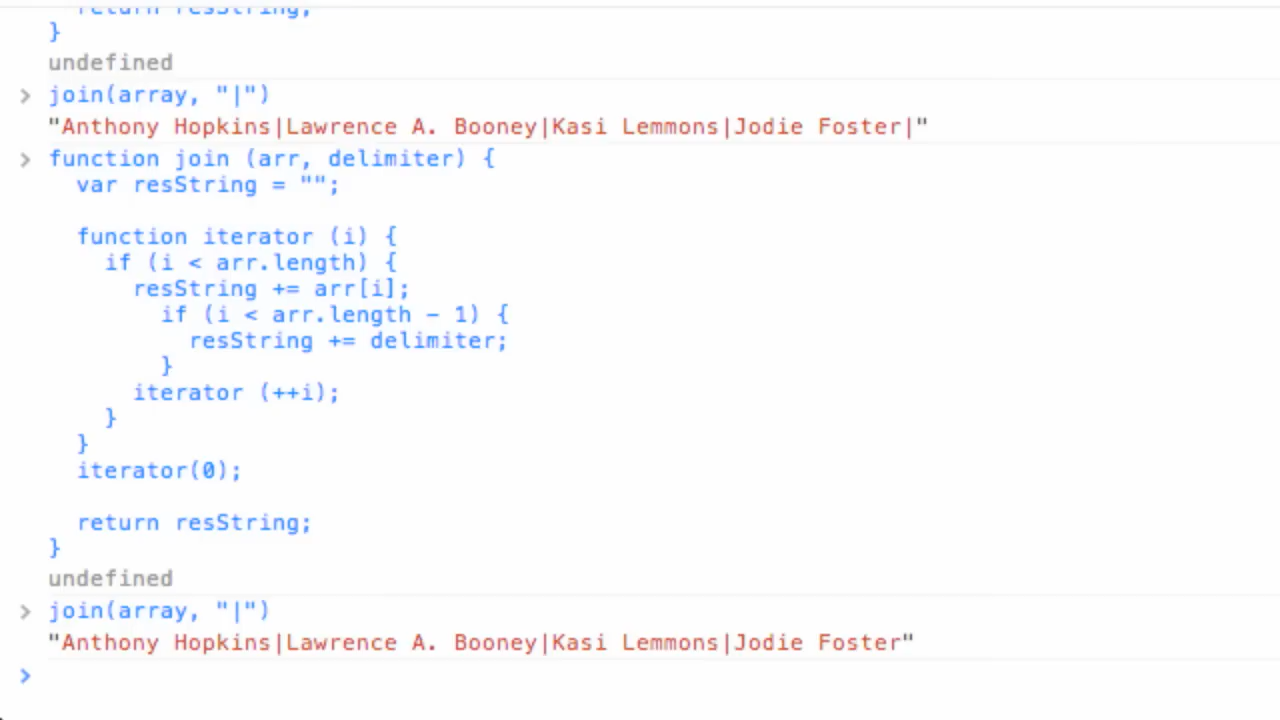 return resString;
}
undefined
> join(array, "|")
"Anthony Hopkins|Lawrence A. Booney|Kasi Lemmons|Jodie Foster|"
> function join (arr, delimiter) {
var resString = "";
function iterator (i) {
if (i < arr.length) {
resString += arr[i];
if (i < arr.length - 1) {
resString += delimiter;
}
iterator (++i);
}
}
iterator(0);
return resString;
}
undefined
> join(array, "|")
"Anthony Hopkins|Lawrence A. Booney|Kasi Lemmons|Jodie Foster"
>